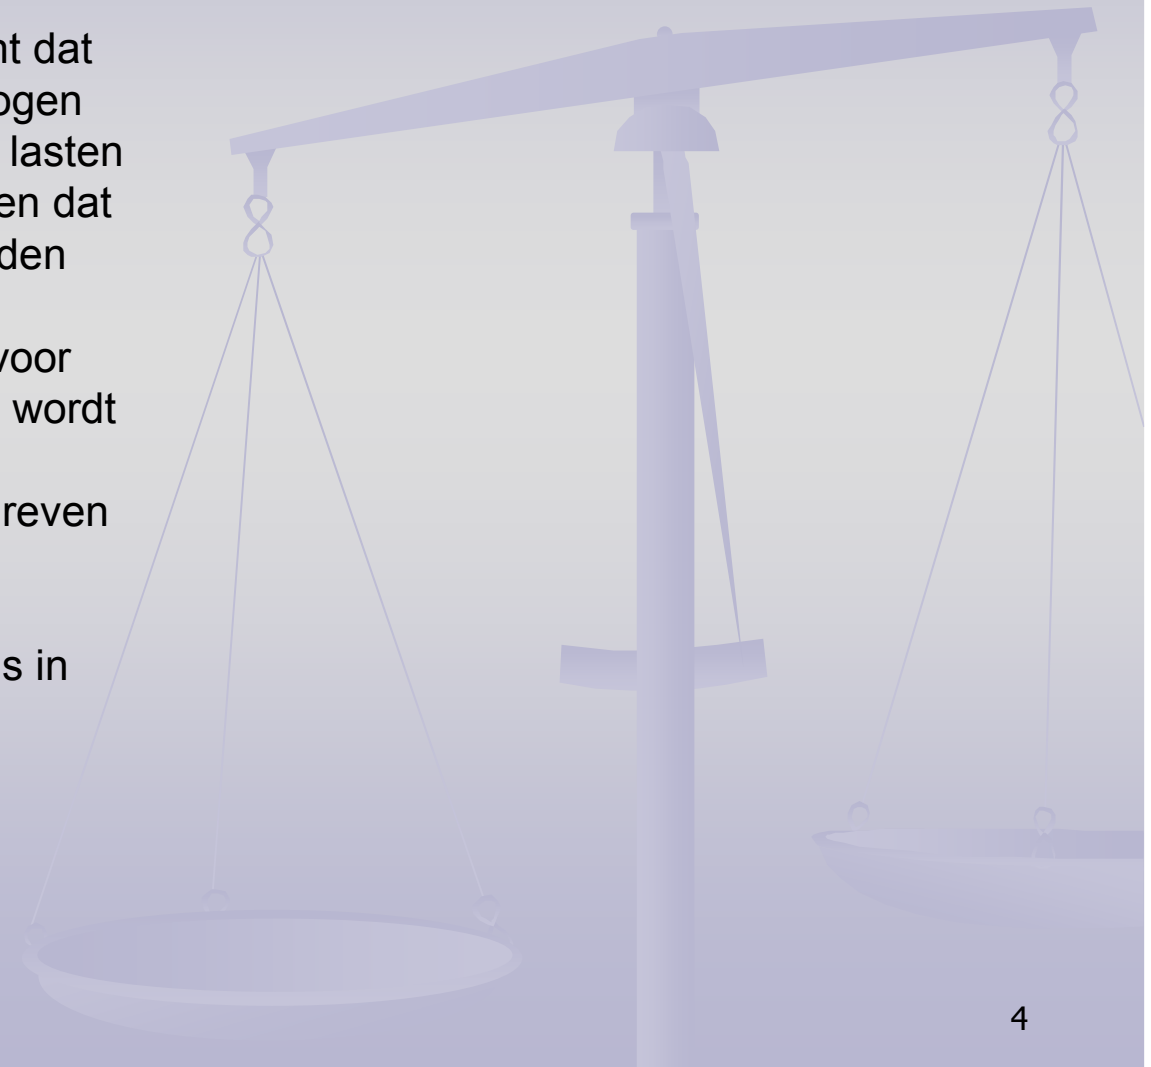 nt dat
ogen
lasten
en dat
den
voor
wordt
reven
s in
4